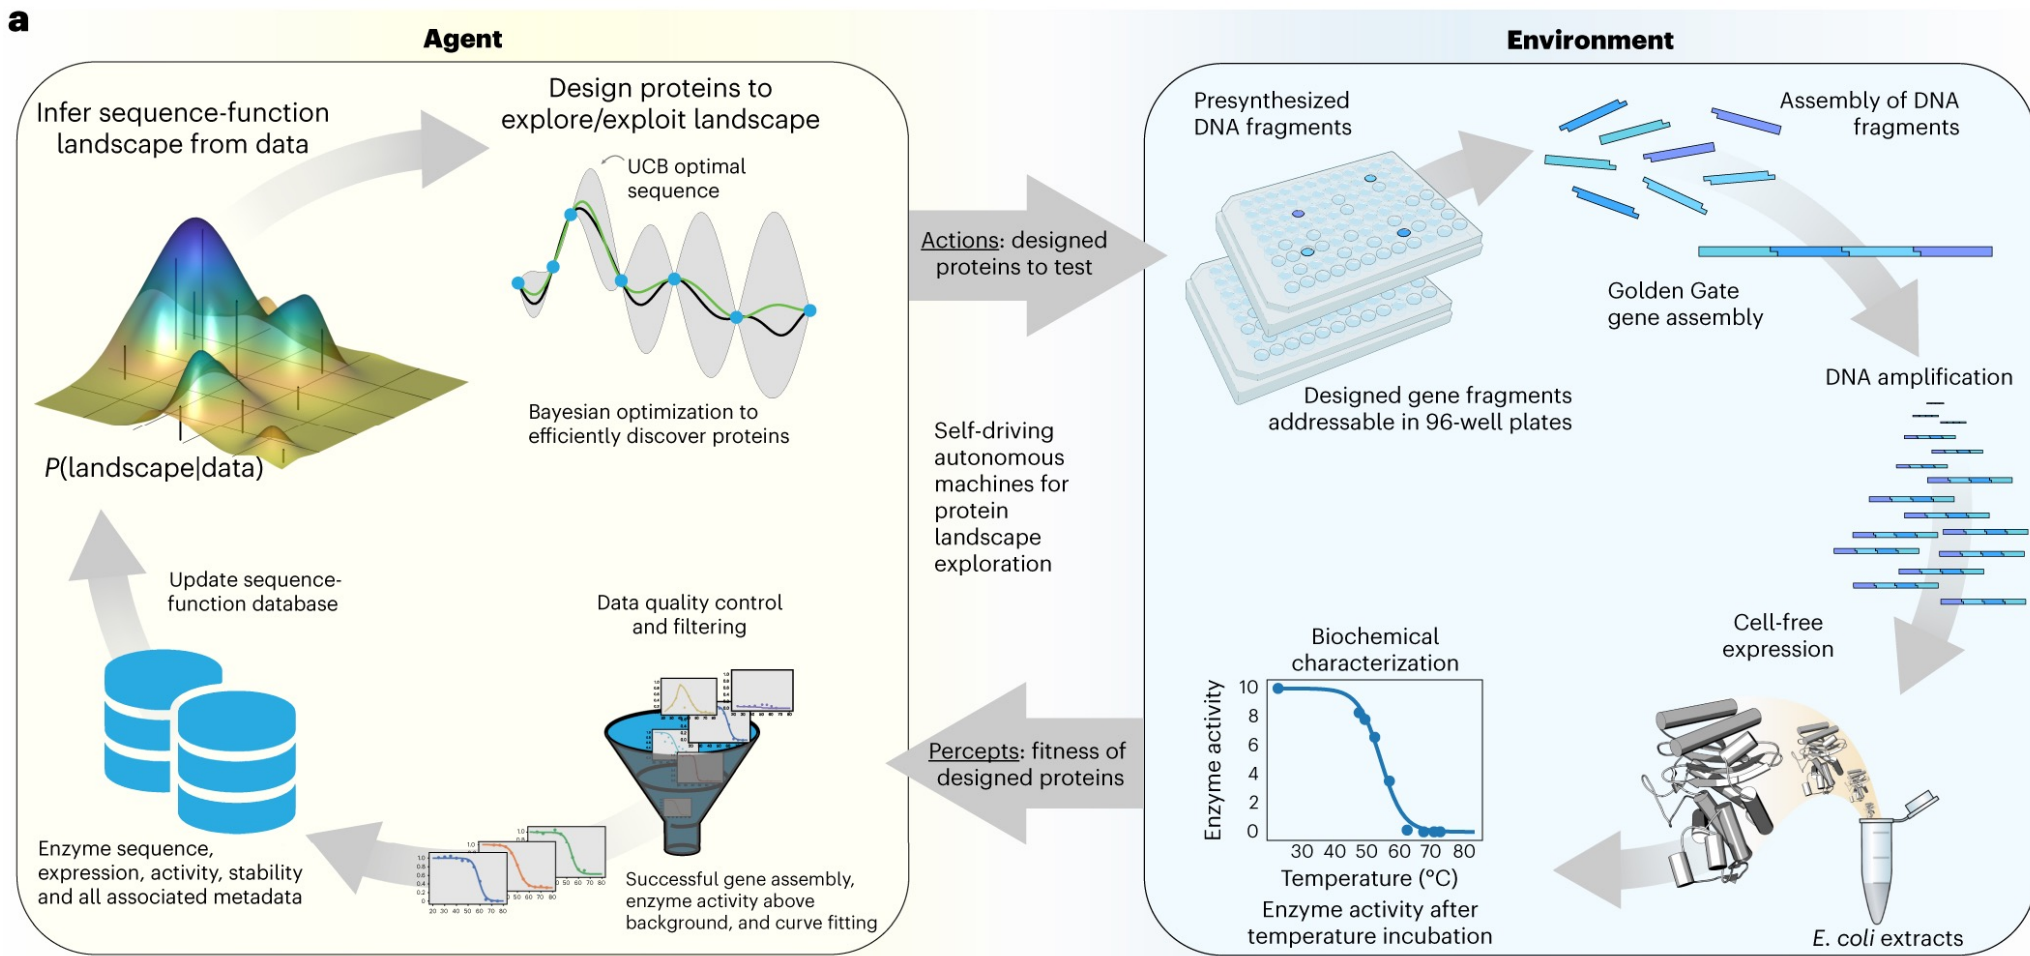 a
Agent
Infer sequence-function
landscape from data
Design proteins to
explore/exploit landscape
UCB optimal
sequence
Bayesian optimization to
efficiently discover proteins
P(landscape|data)
Update sequence-
function database
Data quality control
and filtering
Enzyme sequence,
expression, activity, stability
and all associated metadata
Successful gene assembly,
enzyme activity above
background, and curve fitting
Actions: designed
proteins to test
Self-driving
autonomous
machines for
protein
landscape
exploration
Percepts: fitness of
designed proteins
Environment
Presynthesized
DNA fragments
Assembly of DNA
fragments
Golden Gate
gene assembly
Designed gene fragments
addressable in 96-well plates
DNA amplification
Cell-free
expression
Biochemical
characterization
Enzyme activity
10
8
6
4
2
0
30 40 50 60 70 80
Temperature (°C)
Enzyme activity after
temperature incubation
E. coli extracts